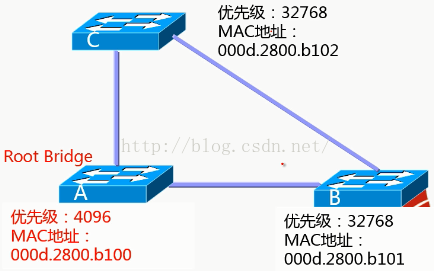 优先级：32768
MAC地址：
000d.2800.b102
C
http://blog.csdn.net/
Root Bridge
A
B
优先级：4096
MAC地址：
000d.2800.b100
优先级：32768
MAC地址：
000d.2800.b101